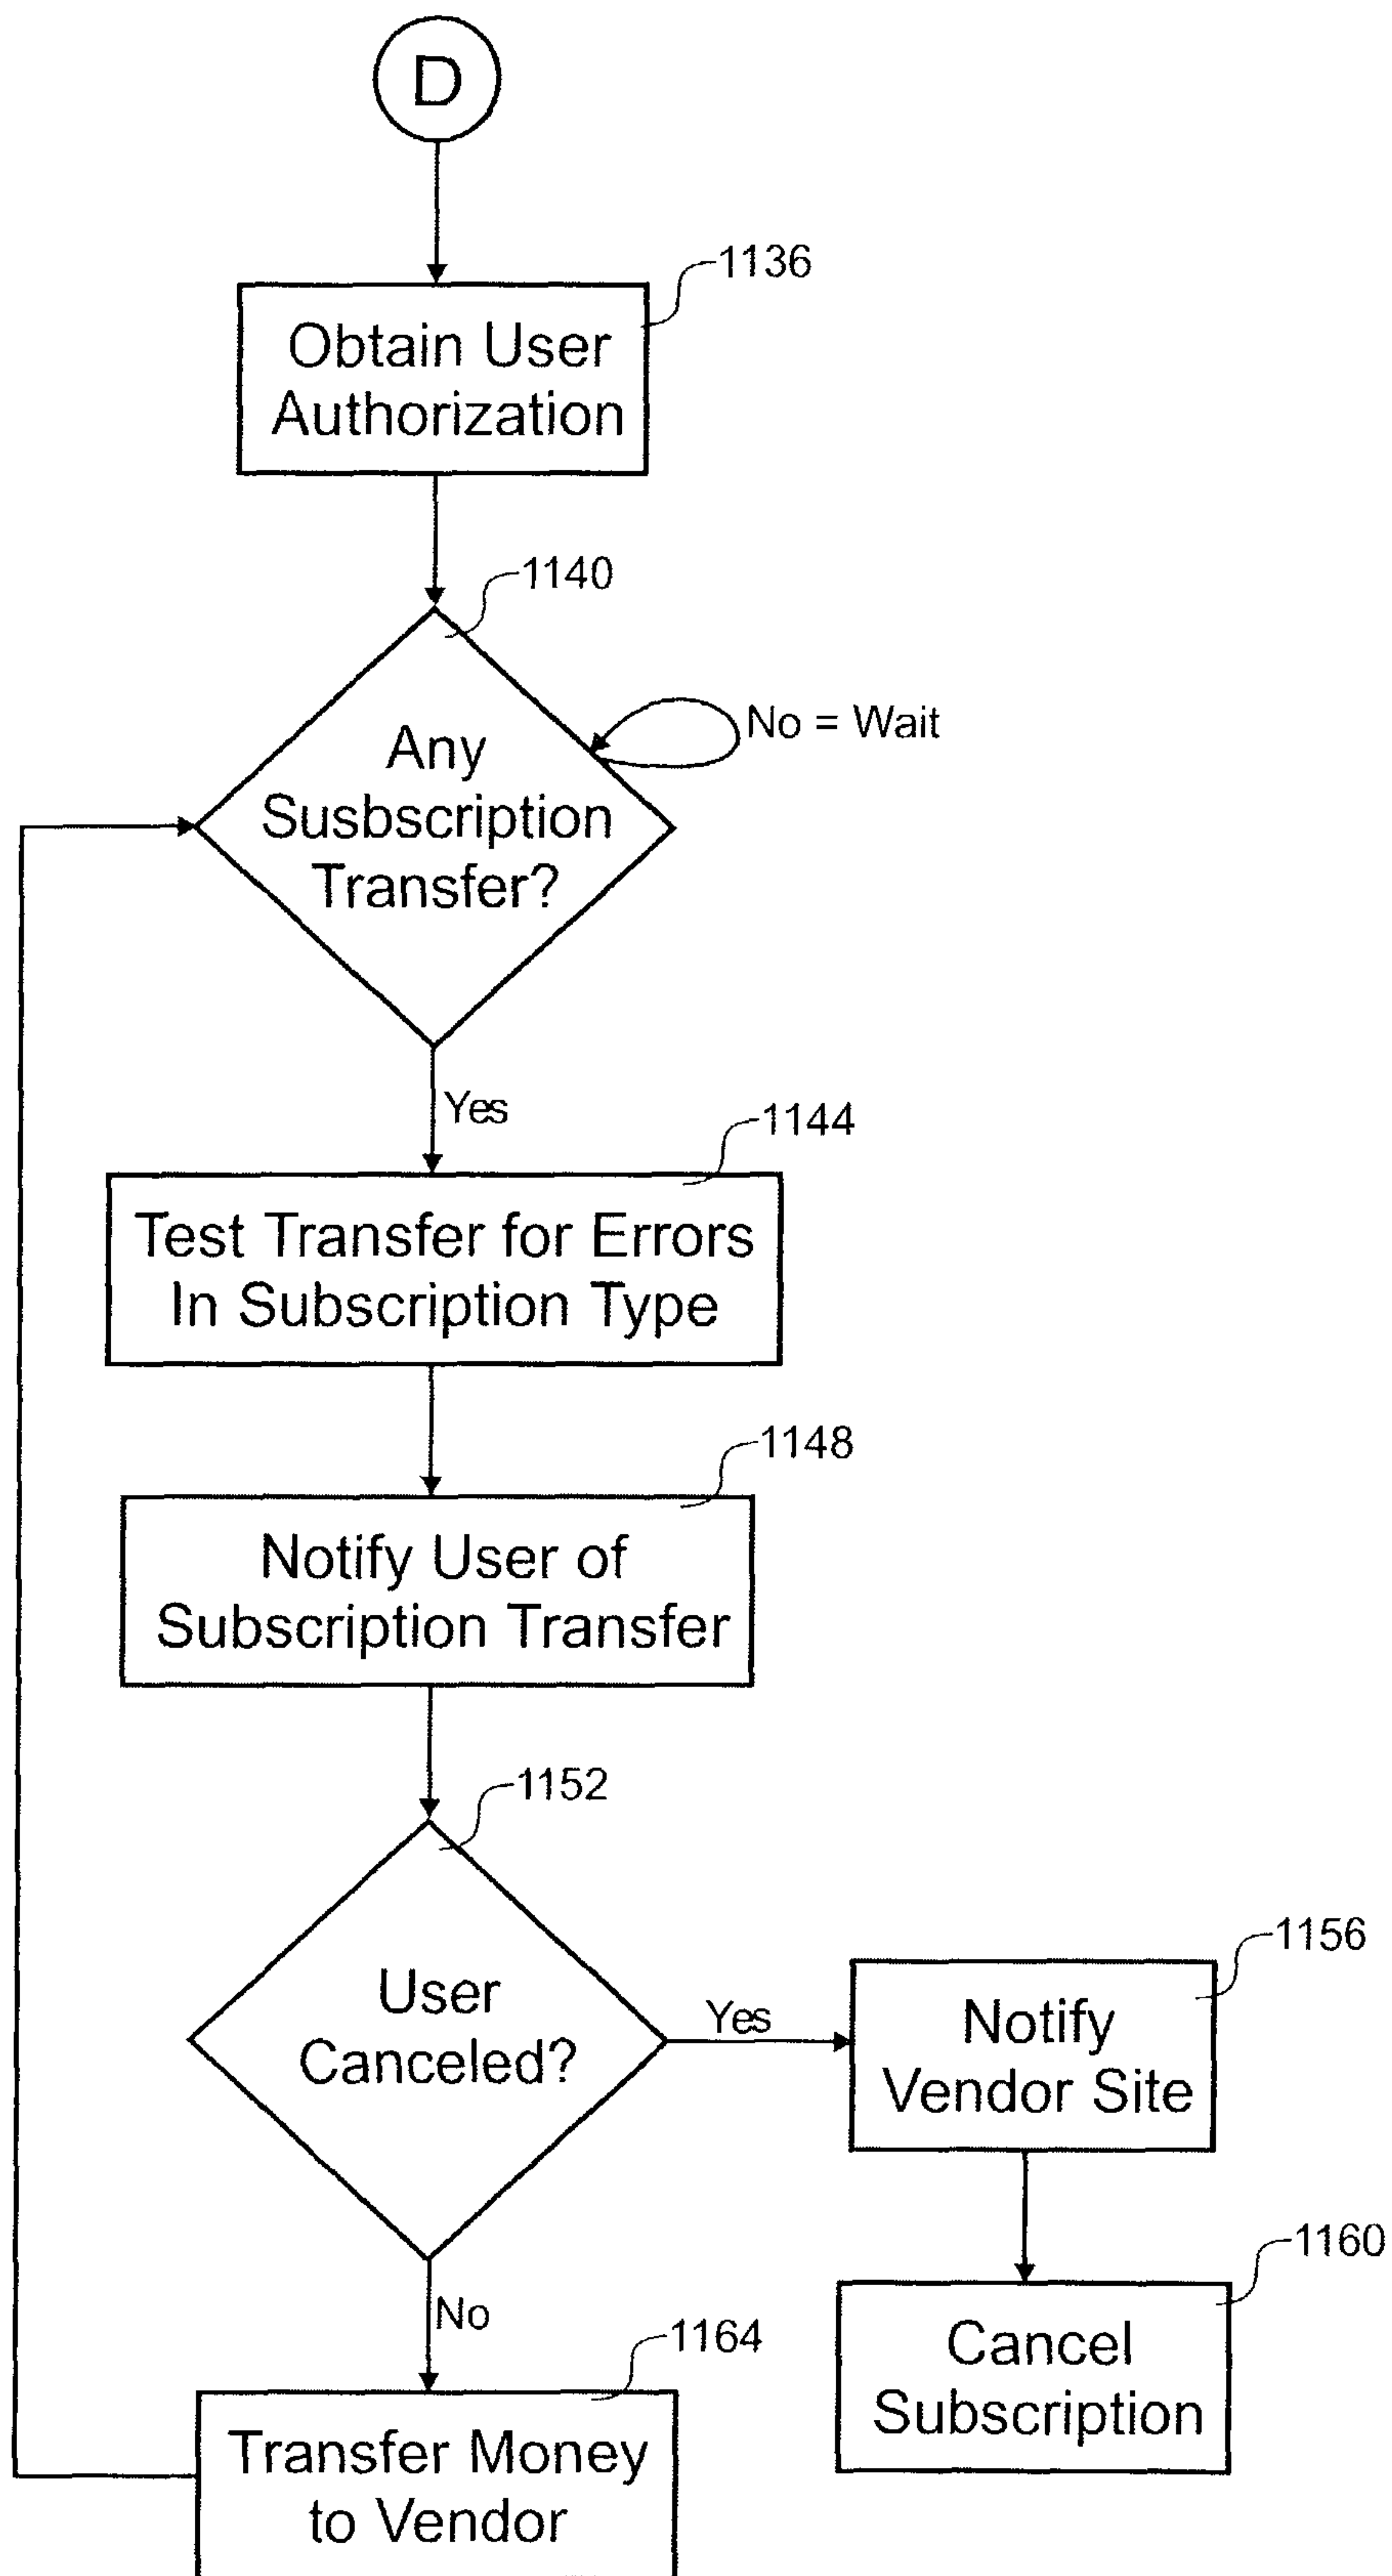 D
1136
Obtain User
Authorization
1140
No = Wait
Any
Susbscription
Transfer?
Yes
1144
Test Transfer for Errors
In Subscription Type
1148
Notify User of
Subscription Transfer
1152
User
Canceled?
Yes
1156
Notify
Vendor Site
No
1160
Cancel
Subscription
1164
Transfer Money
to Vendor